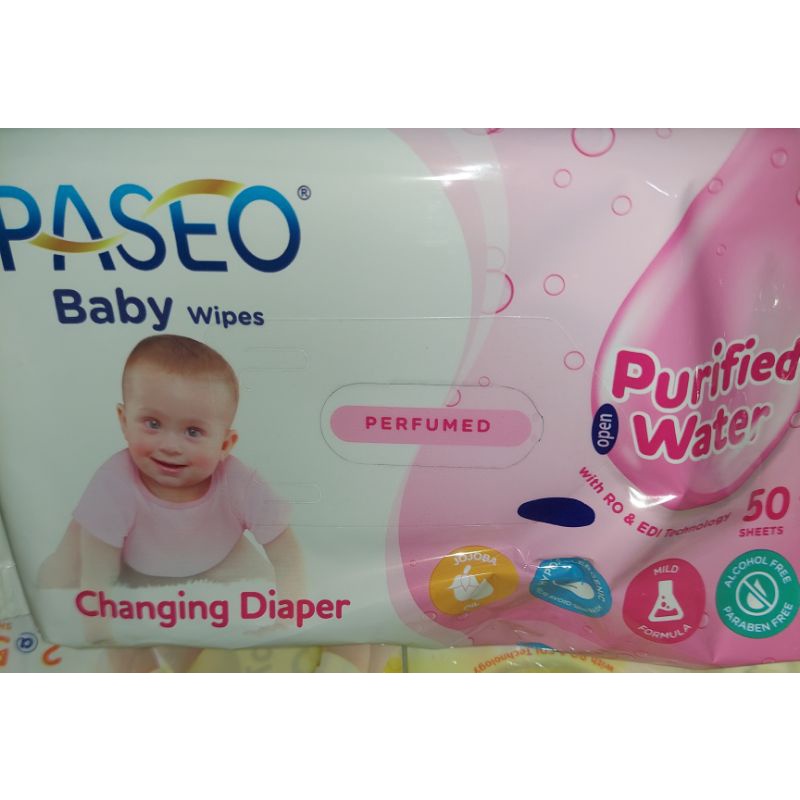 PASEO®
Baby Wipes
PERFUMED
Changing Diaper
open
Purified
Water
with RO & EDI Technology
50
SHEETS
JOJOBA
OIL
MILD
FORMULA
ALCOHOL FREE
PARABEN FREE